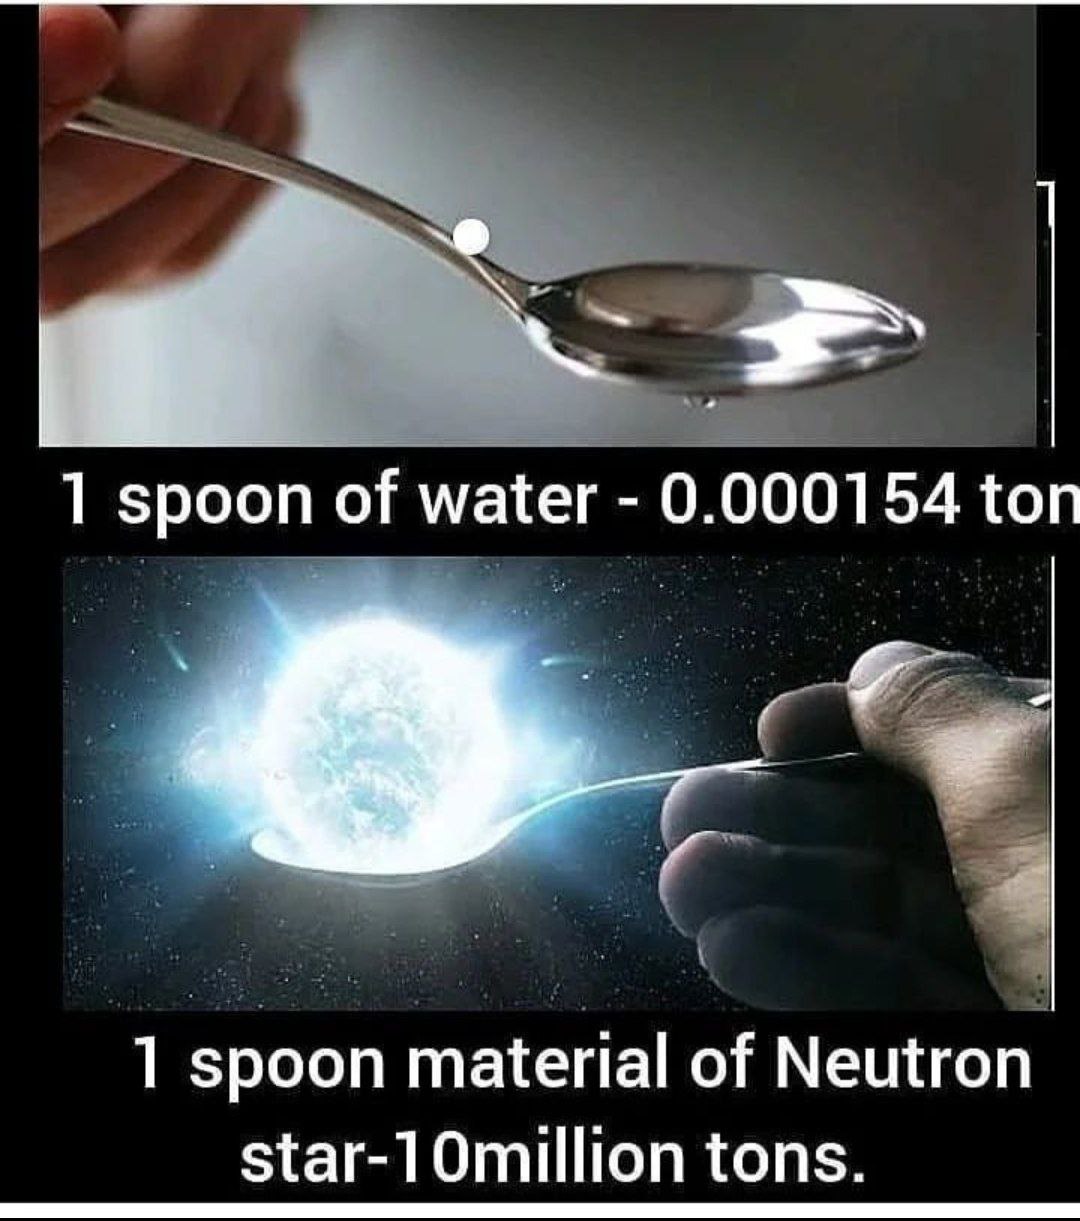 1 spoon of water - 0.000154 ton
1 spoon material of Neutron
star-10million tons.